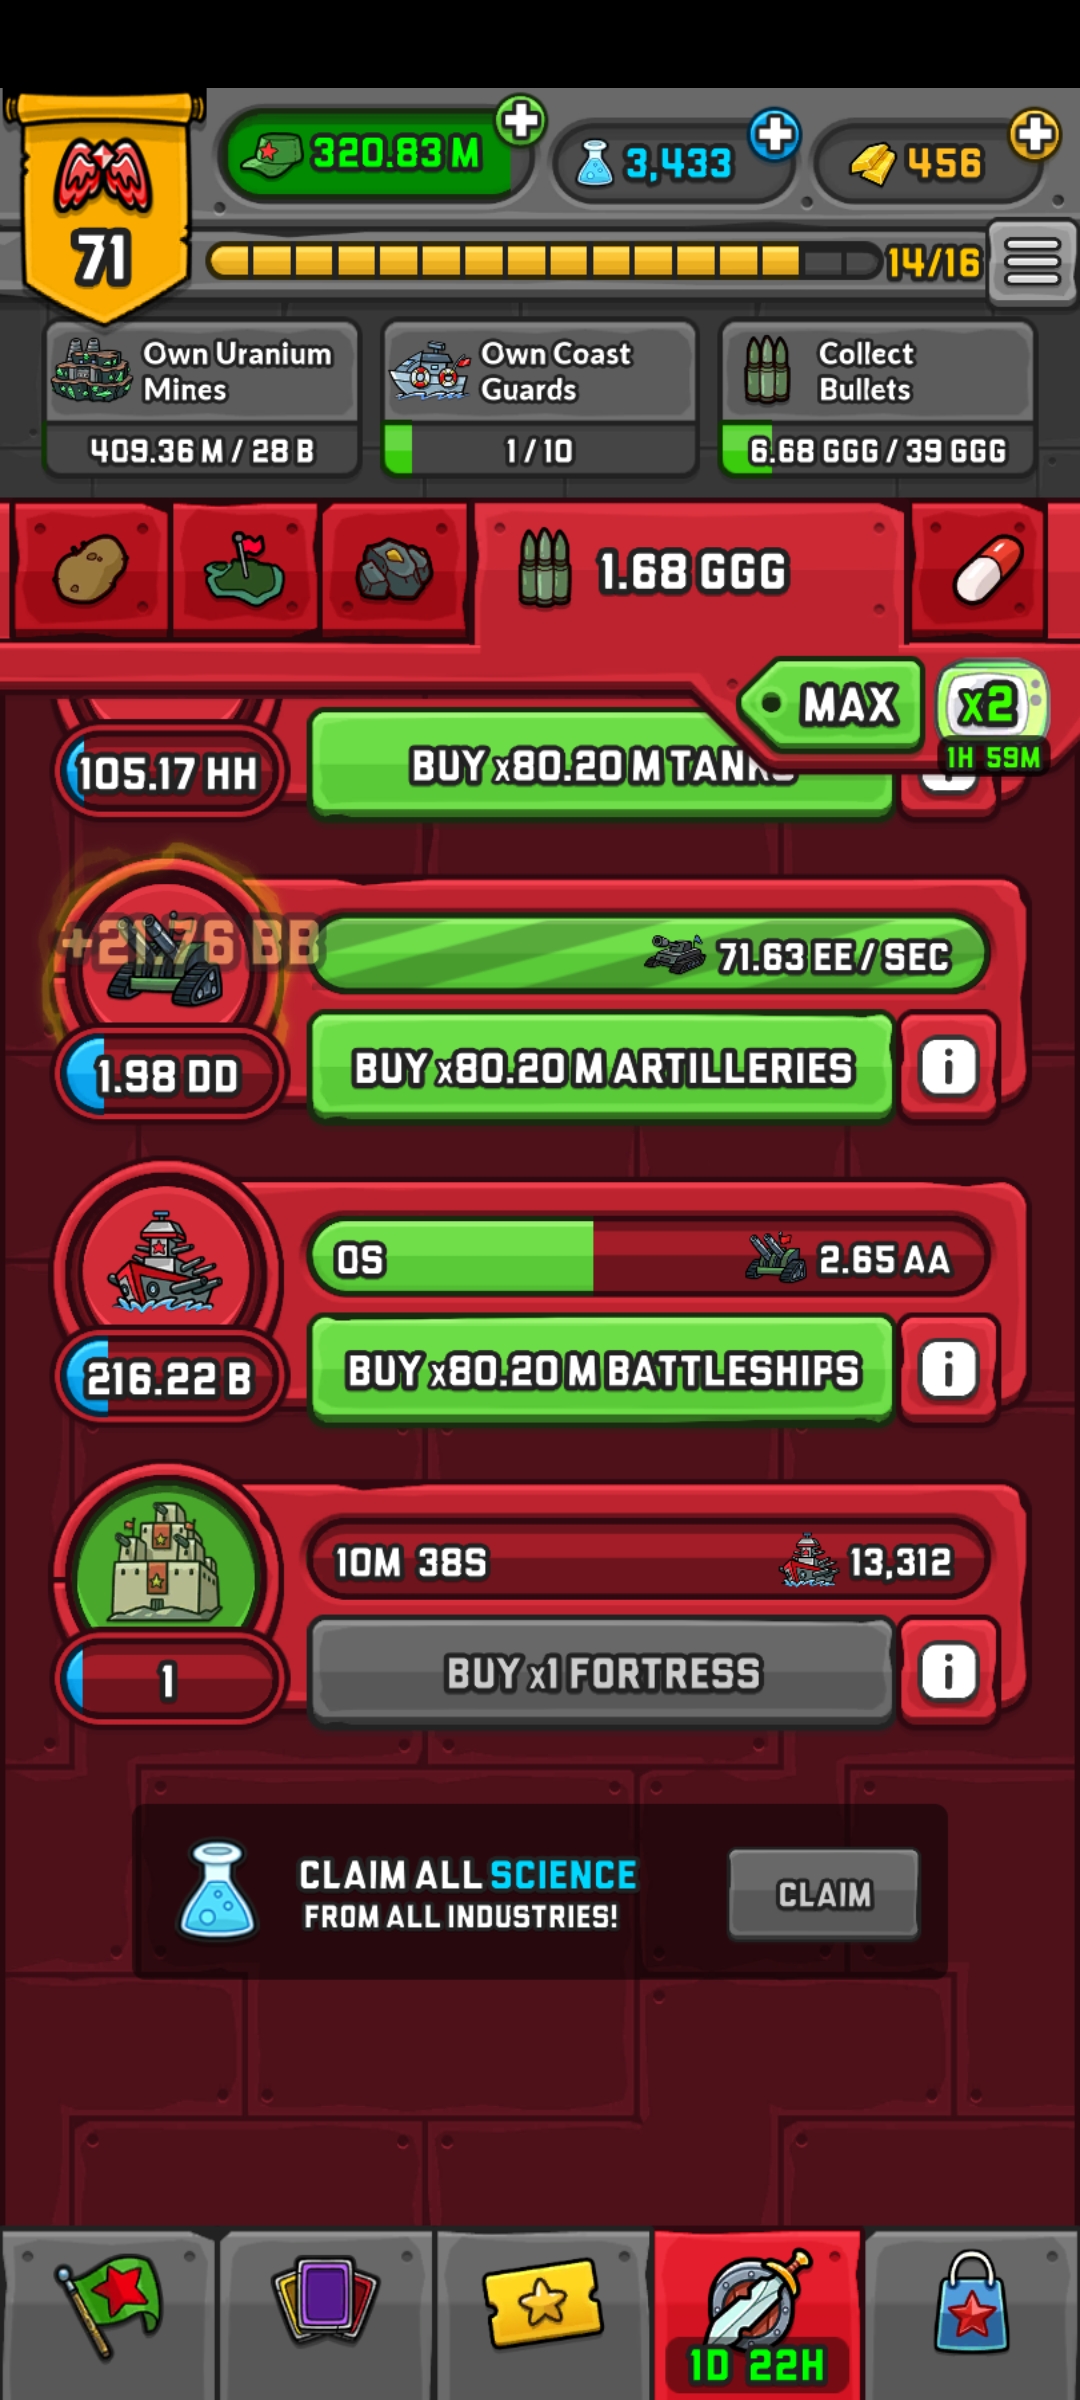 320.83 M
3,433
456
71
14/16
Own Uranium
Mines
409.36 M / 28 B
Own Coast
Guards
1 / 10
Collect
Bullets
6.68 GGG / 39 GGG
1.68 GGG
MAX
x2
1H 59M
105.17 HH
BUY x80.20 M TANKS
+21.76 BB
71.63 EE / SEC
1.98 DD
BUY x80.20 M ARTILLERIES
i
0S
2.65 AA
216.22 B
BUY x80.20 M BATTLESHIPS
i
10M 38S
13,312
1
BUY x1 FORTRESS
i
CLAIM ALL SCIENCE
FROM ALL INDUSTRIES!
CLAIM
1D 22H